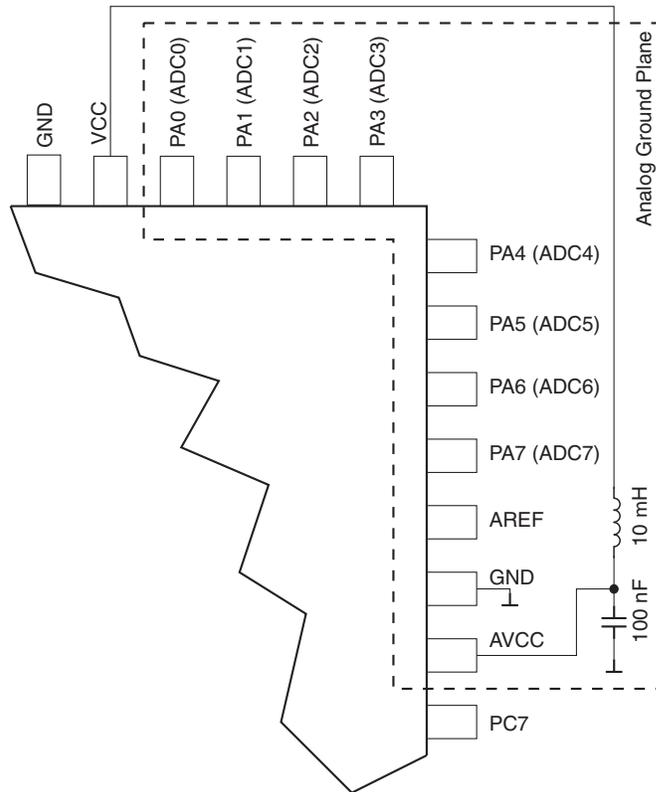 GND
VCC
PA0 (ADC0)
PA1 (ADC1)
PA2 (ADC2)
PA3 (ADC3)
Analog Ground Plane
PA4 (ADC4)
PA5 (ADC5)
PA6 (ADC6)
PA7 (ADC7)
AREF
10 mH
GND
AVCC
100 nF
PC7